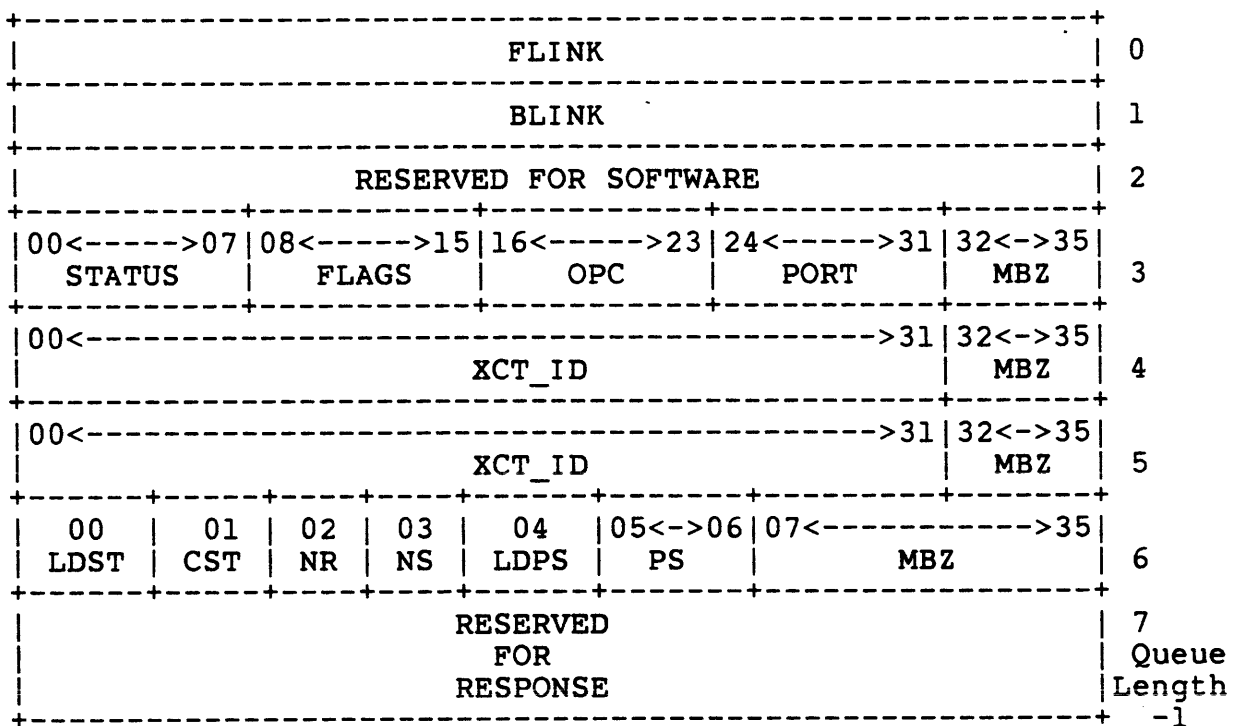 +---------------------------------------------------------------------+
|                                FLINK                                | 0
+---------------------------------------------------------------------+
|                                BLINK                                | 1
+---------------------------------------------------------------------+
|                      RESERVED FOR SOFTWARE                          | 2
+--------------+--------------+--------------+--------------+---------+
|00<----->07|08<----->15|16<----->23|24<----->31|32<->35|
|   STATUS   |   FLAGS   |   OPC   |   PORT   |   MBZ   | 3
+--------------+--------------+--------------+--------------+---------+
|00<------------------------------------------------->31|32<->35|
|                             XCT_ID                        |   MBZ   | 4
+-----------------------------------------------------------+---------+
|00<------------------------------------------------->31|32<->35|
|                             XCT_ID                        |   MBZ   | 5
+--------+-------+-----+-----+--------+---------+-----------+---------+
|   00   |   01  | 02 | 03 |   04   |05<->06|07<----------->35|
|  LDST  |  CST  | NR | NS |  LDPS  |   PS   |        MBZ        | 6
+--------+-------+-----+-----+--------+---------+---------------------+
|                              RESERVED                               | 7
|                                FOR                                  | Queue
|                              RESPONSE                               |Length
+---------------------------------------------------------------------+ -1